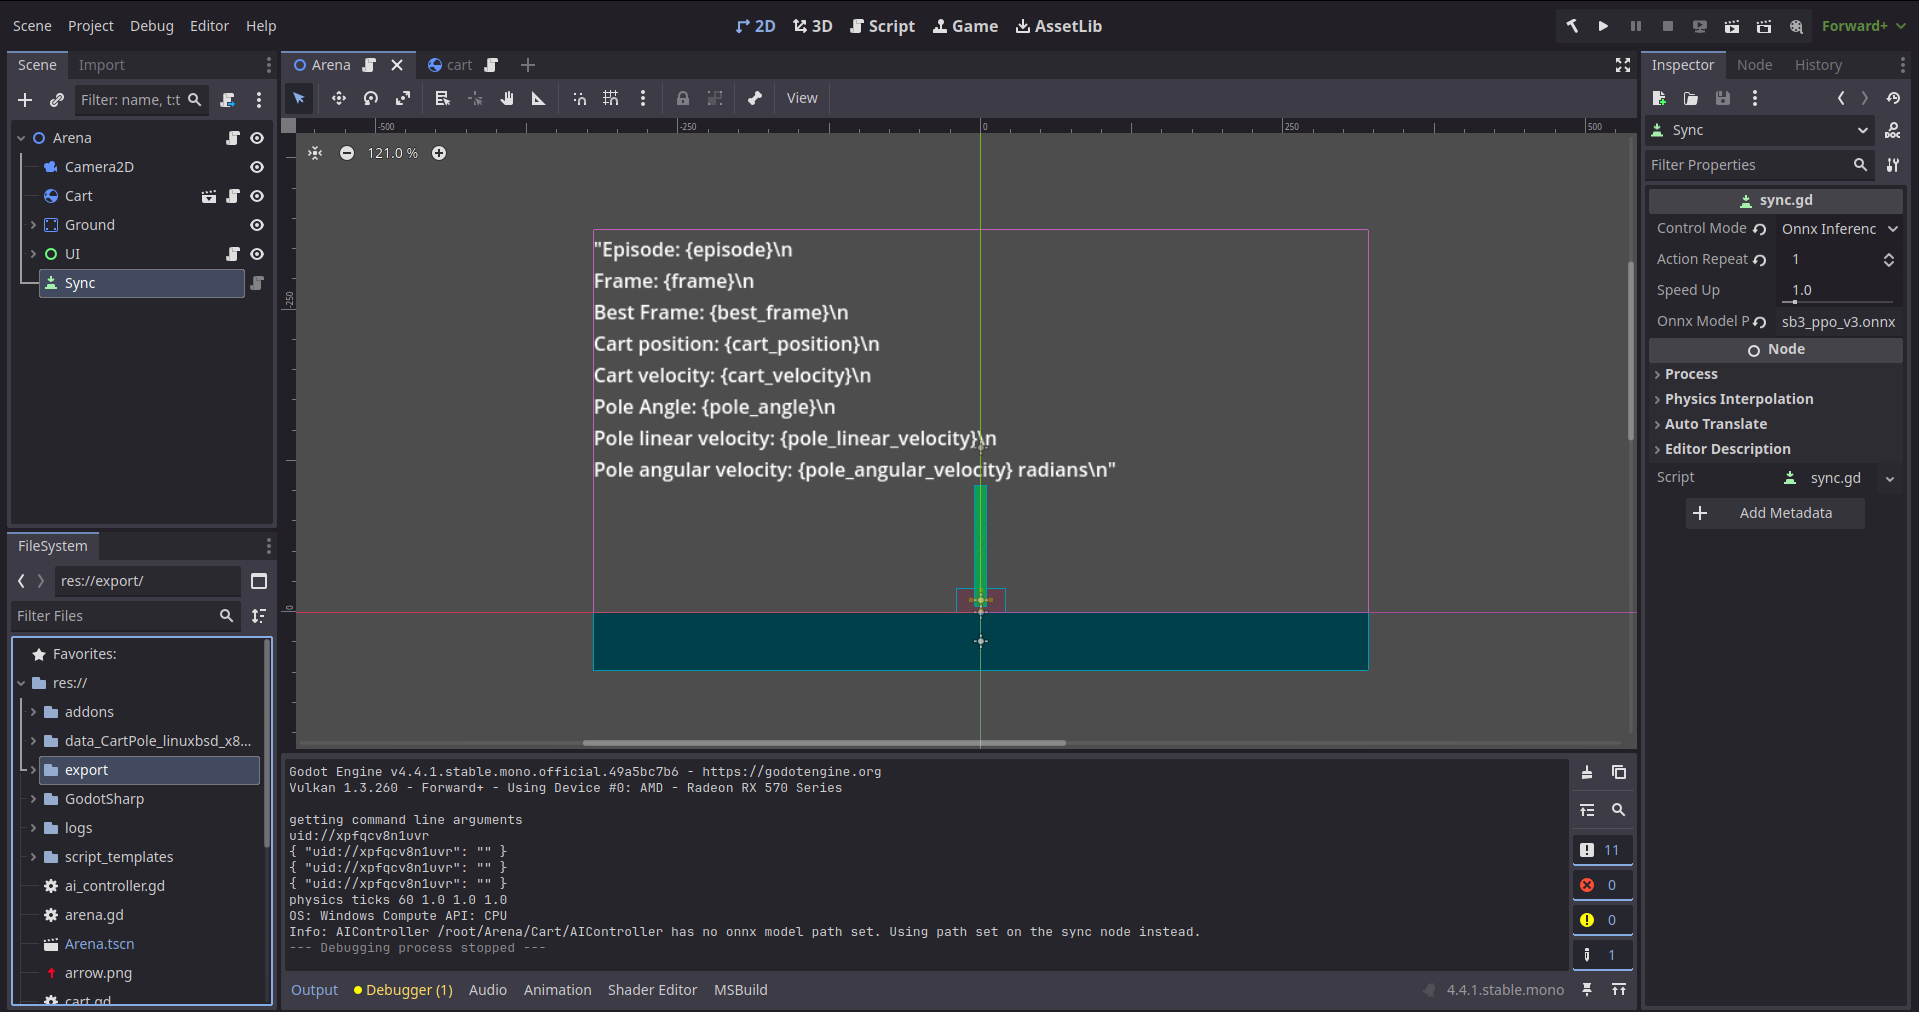 Scene Project Debug Editor Help
2D 3D Script Game AssetLib
Forward+
Scene Import
Filter: name, t:t
Arena
Camera2D
Cart
Ground
UI
Sync
FileSystem
res://export/
Filter Files
Favorites:
res://
addons
data_CartPole_linuxbsd_x8...
export
GodotSharp
logs
script_templates
ai_controller.gd
arena.gd
Arena.tscn
arrow.png
cart.gd
Arena cart
View
-500 -250 0 250 500
121.0 %
-250
0
"Episode: {episode}\n
Frame: {frame}\n
Best Frame: {best_frame}\n
Cart position: {cart_position}\n
Cart velocity: {cart_velocity}\n
Pole Angle: {pole_angle}\n
Pole linear velocity: {pole_linear_velocity}\n
Pole angular velocity: {pole_angular_velocity} radians\n"
Godot Engine v4.4.1.stable.mono.official.49a5bc7b6 - https://godotengine.org
Vulkan 1.3.260 - Forward+ - Using Device #0: AMD - Radeon RX 570 Series
getting command line arguments
uid://xpfqcv8n1uvr
{ "uid://xpfqcv8n1uvr": "" }
{ "uid://xpfqcv8n1uvr": "" }
{ "uid://xpfqcv8n1uvr": "" }
physics ticks 60 1.0 1.0 1.0
OS: Windows Compute API: CPU
Info: AIController /root/Arena/Cart/AIController has no onnx model path set. Using path set on the sync node instead.
--- Debugging process stopped ---
11
0
0
1
Output Debugger (1) Audio Animation Shader Editor MSBuild
4.4.1.stable.mono
Inspector Node History
Sync
Filter Properties
sync.gd
Control Mode Onnx Inferenc
Action Repeat 1
Speed Up 1.0
Onnx Model P sb3_ppo_v3.onnx
Node
Process
Physics Interpolation
Auto Translate
Editor Description
Script sync.gd
Add Metadata